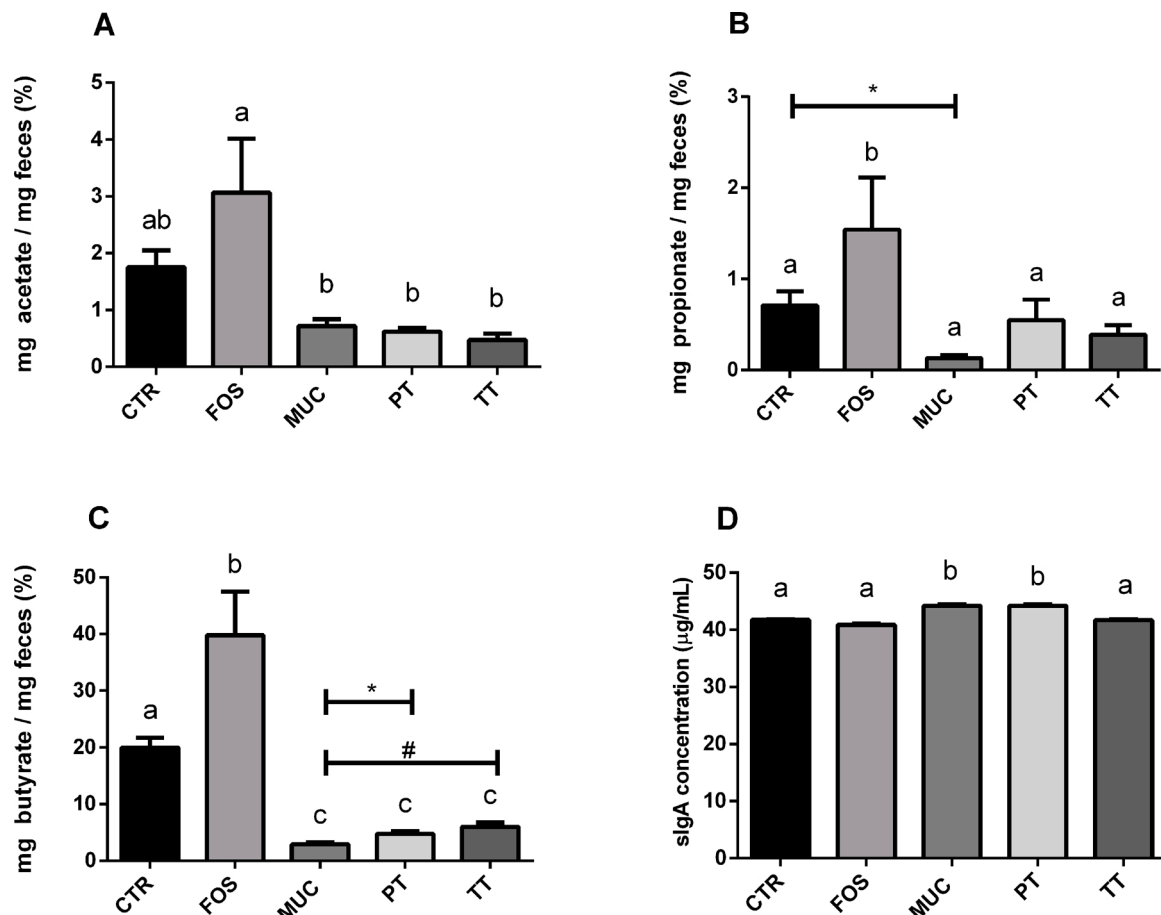 A
mg acetate / mg feces (%)
5
4
3
2
1
0
ab
a
b
b
b
CTR
FOS
MUC
PT
TT
B
mg propionate / mg feces (%)
3
2
1
0
*
a
b
a
a
a
CTR
FOS
MUC
PT
TT
C
mg butyrate / mg feces (%)
50
40
30
20
10
0
a
b
*
#
c
c
c
CTR
FOS
MUC
PT
TT
D
sIgA concentration (μg/mL)
50
40
30
20
10
0
a
a
b
b
a
CTR
FOS
MUC
PT
TT